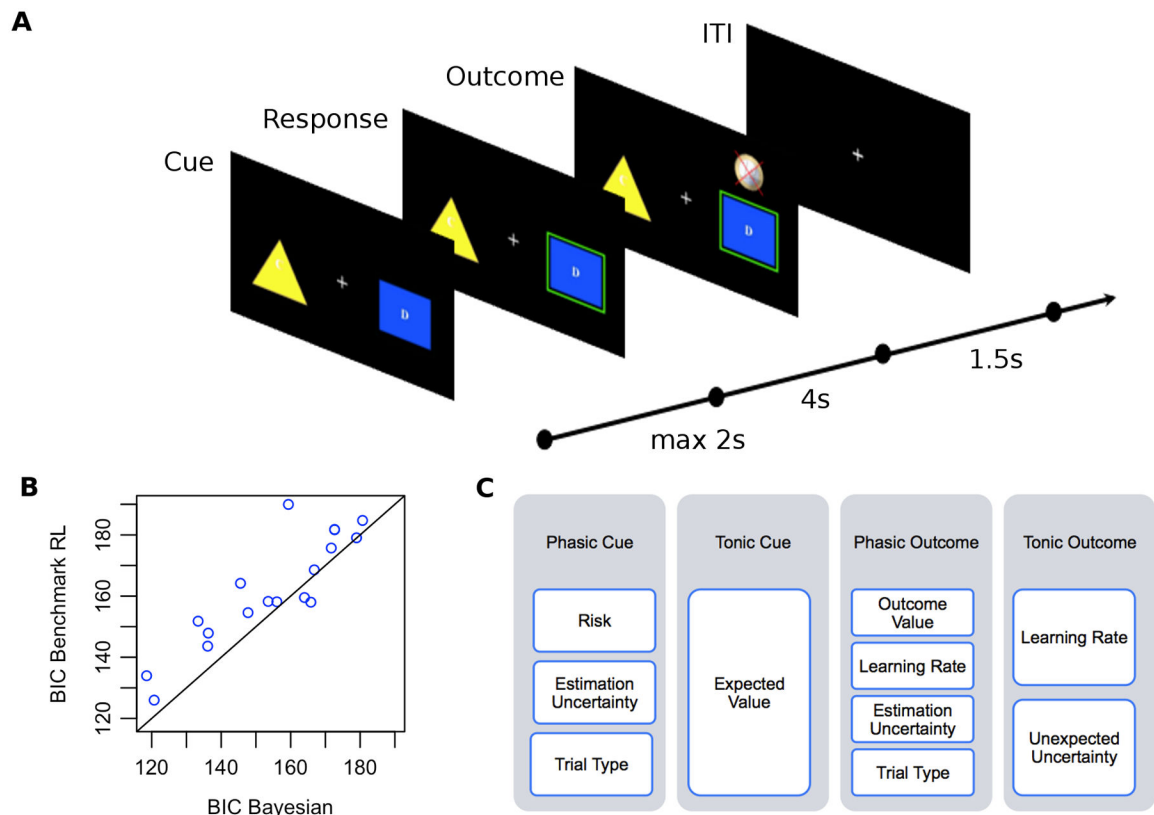 A
ITI
Outcome
Response
Cue
D
D
D
max 2s
4s
1.5s
B
BIC Benchmark RL
120
140
160
180
120
140
160
180
BIC Bayesian
C
Phasic Cue
Risk
Estimation
Uncertainty
Trial Type
Tonic Cue
Expected
Value
Phasic Outcome
Outcome
Value
Learning Rate
Estimation
Uncertainty
Trial Type
Tonic Outcome
Learning Rate
Unexpected
Uncertainty